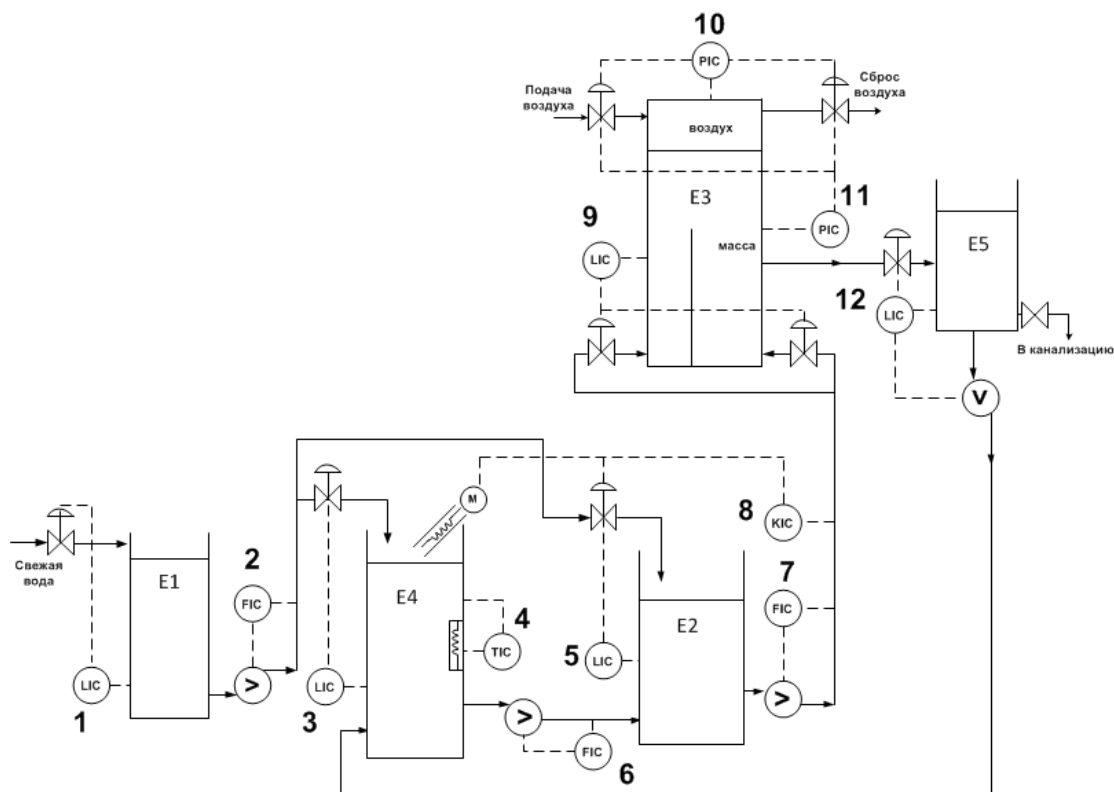 10
PIC
Подача
воздуха
Сброс
воздуха
воздух
E3
11
PIC
9
LIC
масса
E5
12
LIC
В канализацию
V
M
8
KIC
Свежая
вода
E1
2
FIC
>
LIC
1
E4
4
TIC
LIC
3
5
LIC
E2
7
FIC
>
>
FIC
6